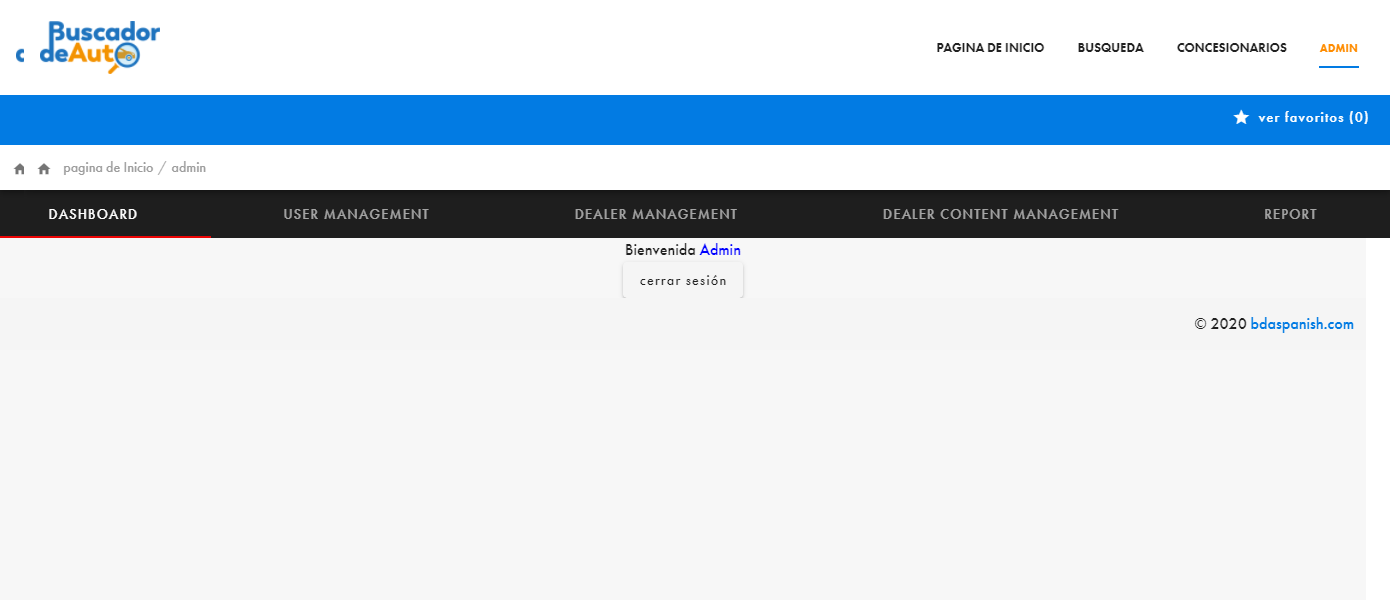 Buscador
deAuto
PAGINA DE INICIO BUSQUEDA CONCESIONARIOS ADMIN
ver favoritos (0)
pagina de Inicio / admin
DASHBOARD USER MANAGEMENT DEALER MANAGEMENT DEALER CONTENT MANAGEMENT REPORT
Bienvenida Admin
cerrar sesión
© 2020 bdaspanish.com